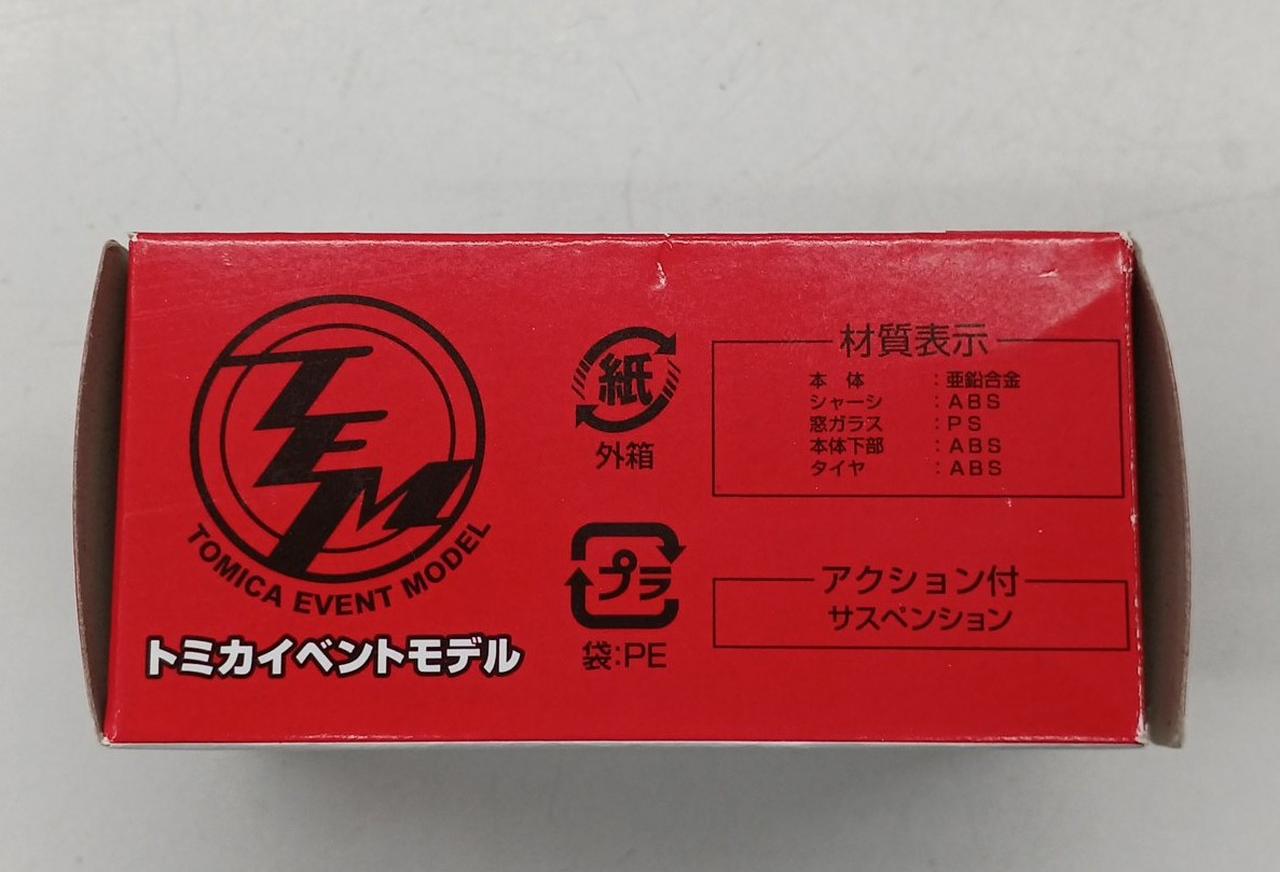 TEM
TOMICA EVENT MODEL
トミカイベントモデル
紙
外箱
プラ
袋:PE
材質表示
本体 : 亜鉛合金
シャーシ : ABS
窓ガラス : PS
本体下部 : ABS
タイヤ : ABS
アクション付
サスペンション